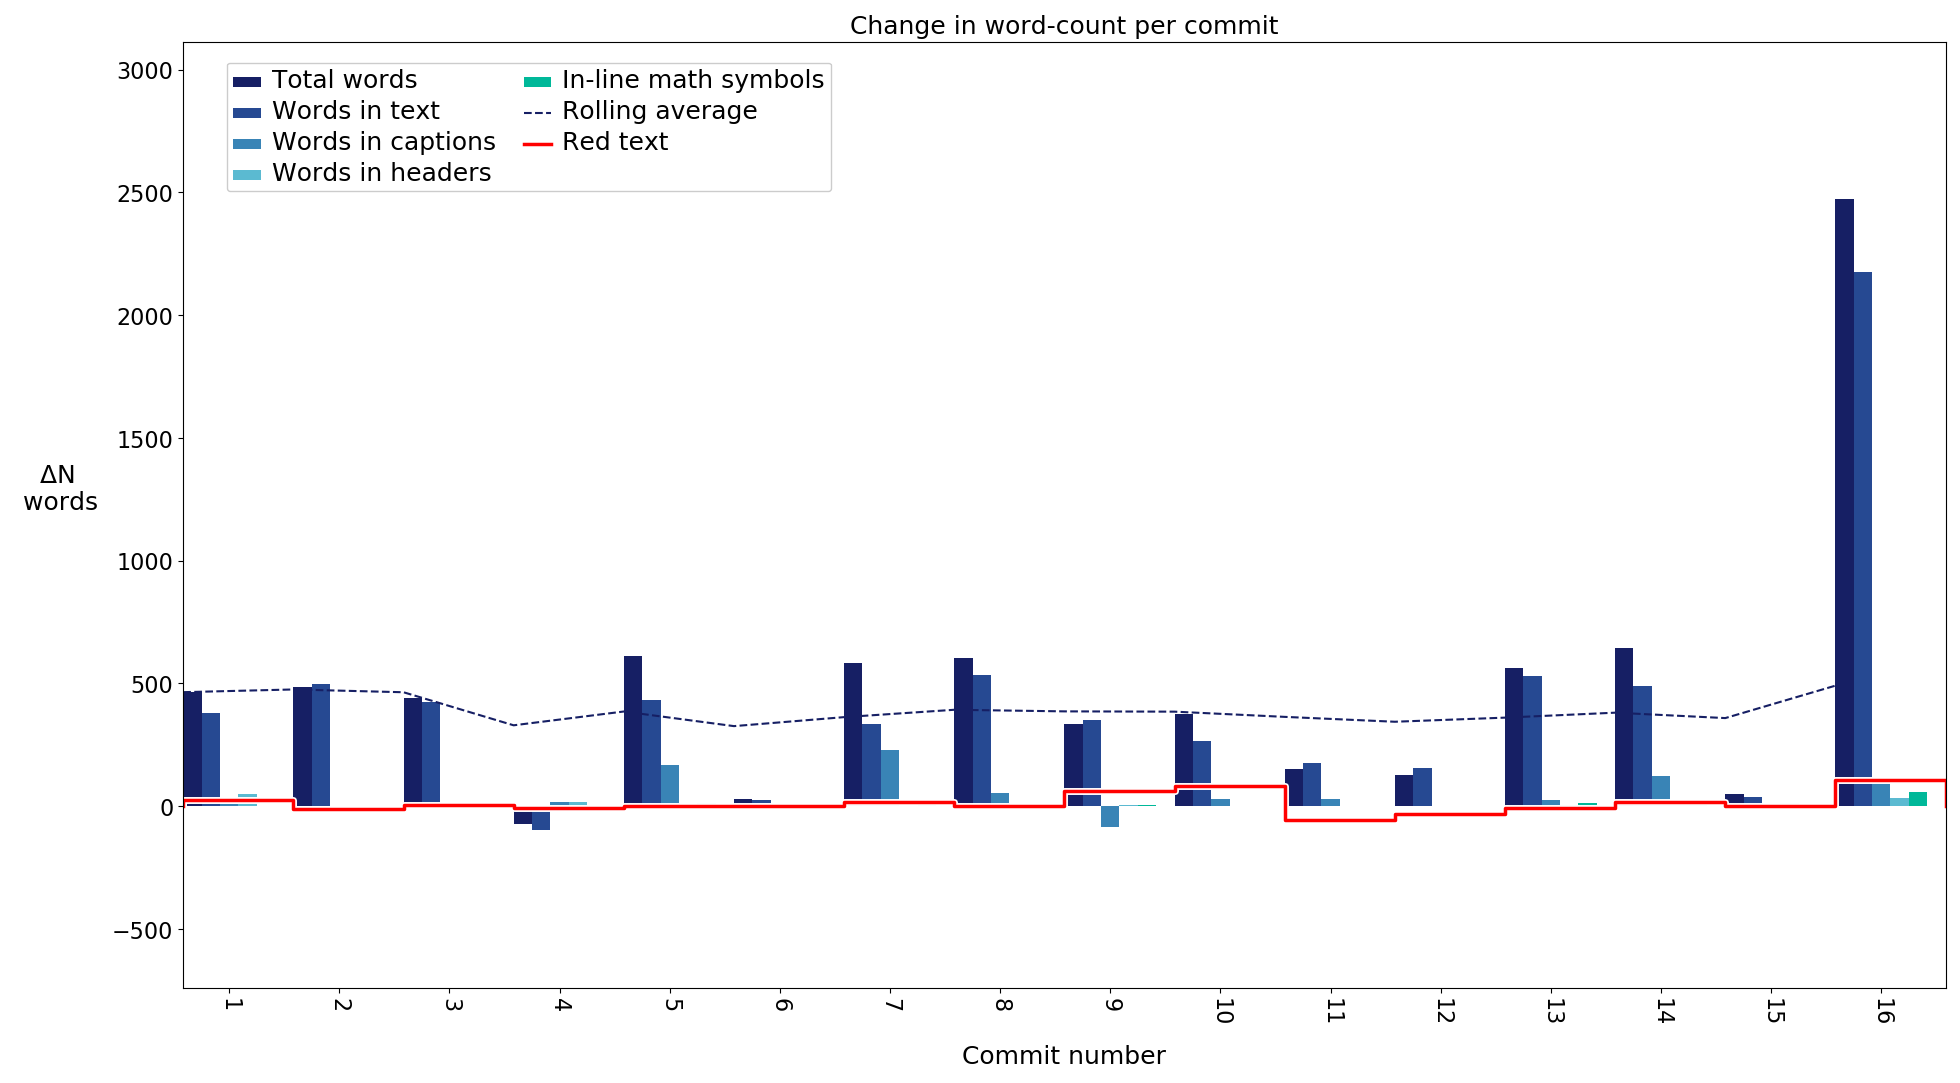 Change in word-count per commit
3000
2500
2000
1500
1000
500
0
−500
Total words
Words in text
Words in captions
Words in headers
In-line math symbols
Rolling average
Red text
ΔN
words
1
2
3
4
5
6
7
8
9
10
11
12
13
14
15
16
Commit number